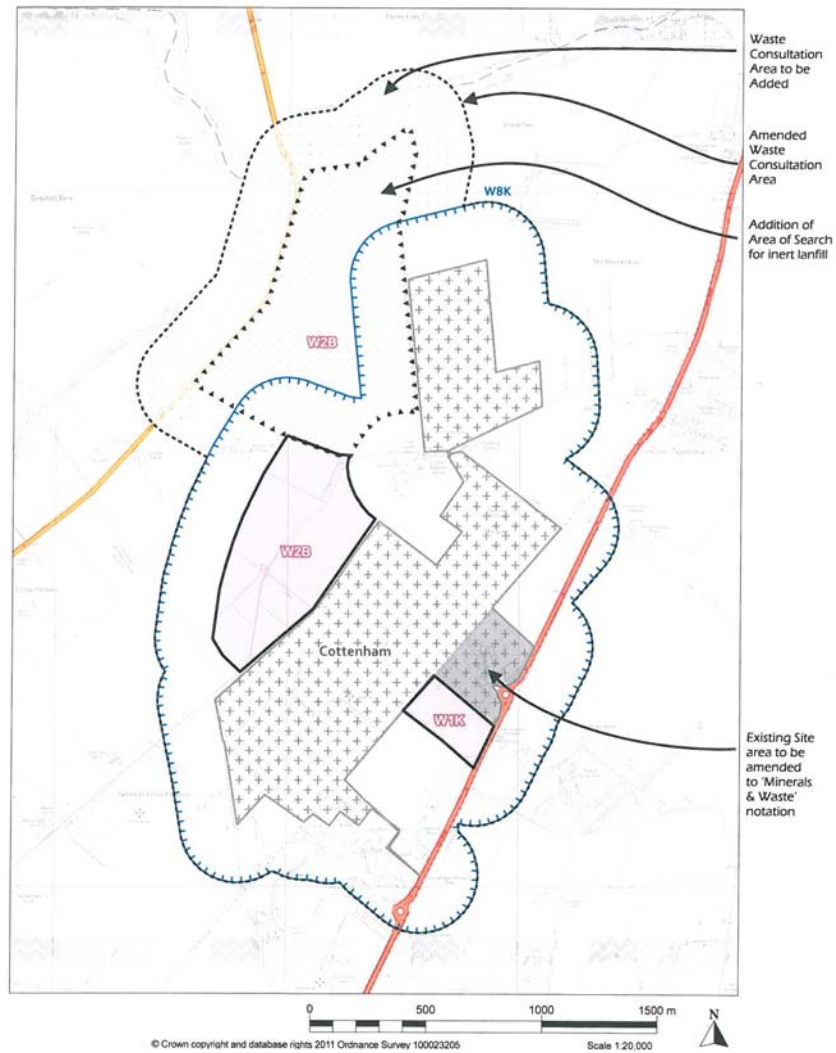 Waste
Consultation
Area to be
Added
Amended
Waste
Consultation
Area
Addition of
Area of Search
for inert lanfill
W8K
W2B
W2B
Cottenham
W1K
Existing Site
area to be
amended
to 'Minerals
& Waste'
notation
0 500 1000 1500 m
N
© Crown copyright and database rights 2011 Ordnance Survey 100023205
Scale 1:20,000